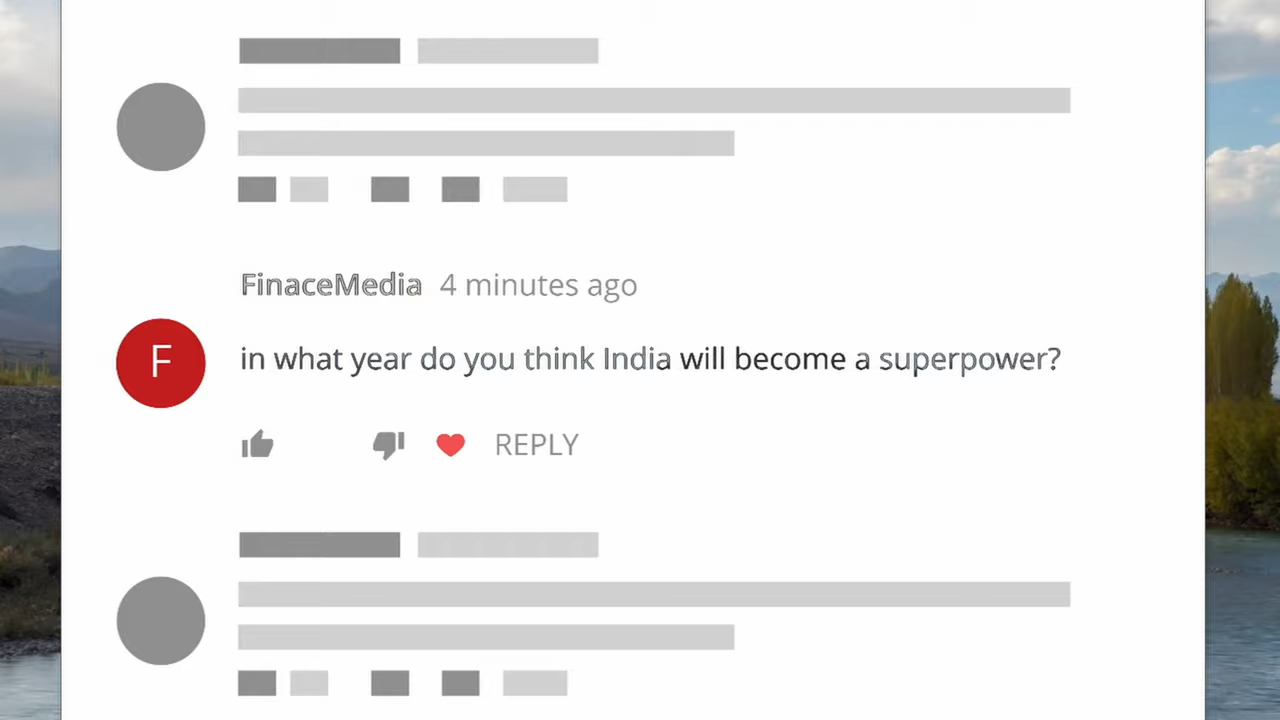 FinaceMedia 4 minutes ago
F
in what year do you think India will become a superpower?
REPLY